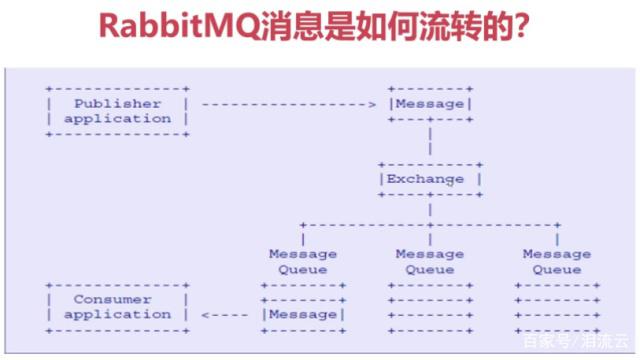 RabbitMQ消息是如何流转的?
Publisher
application
Message
Exchange
Message Message Message
Queue Queue Queue
Consumer
application
Message
百家号/泪流云